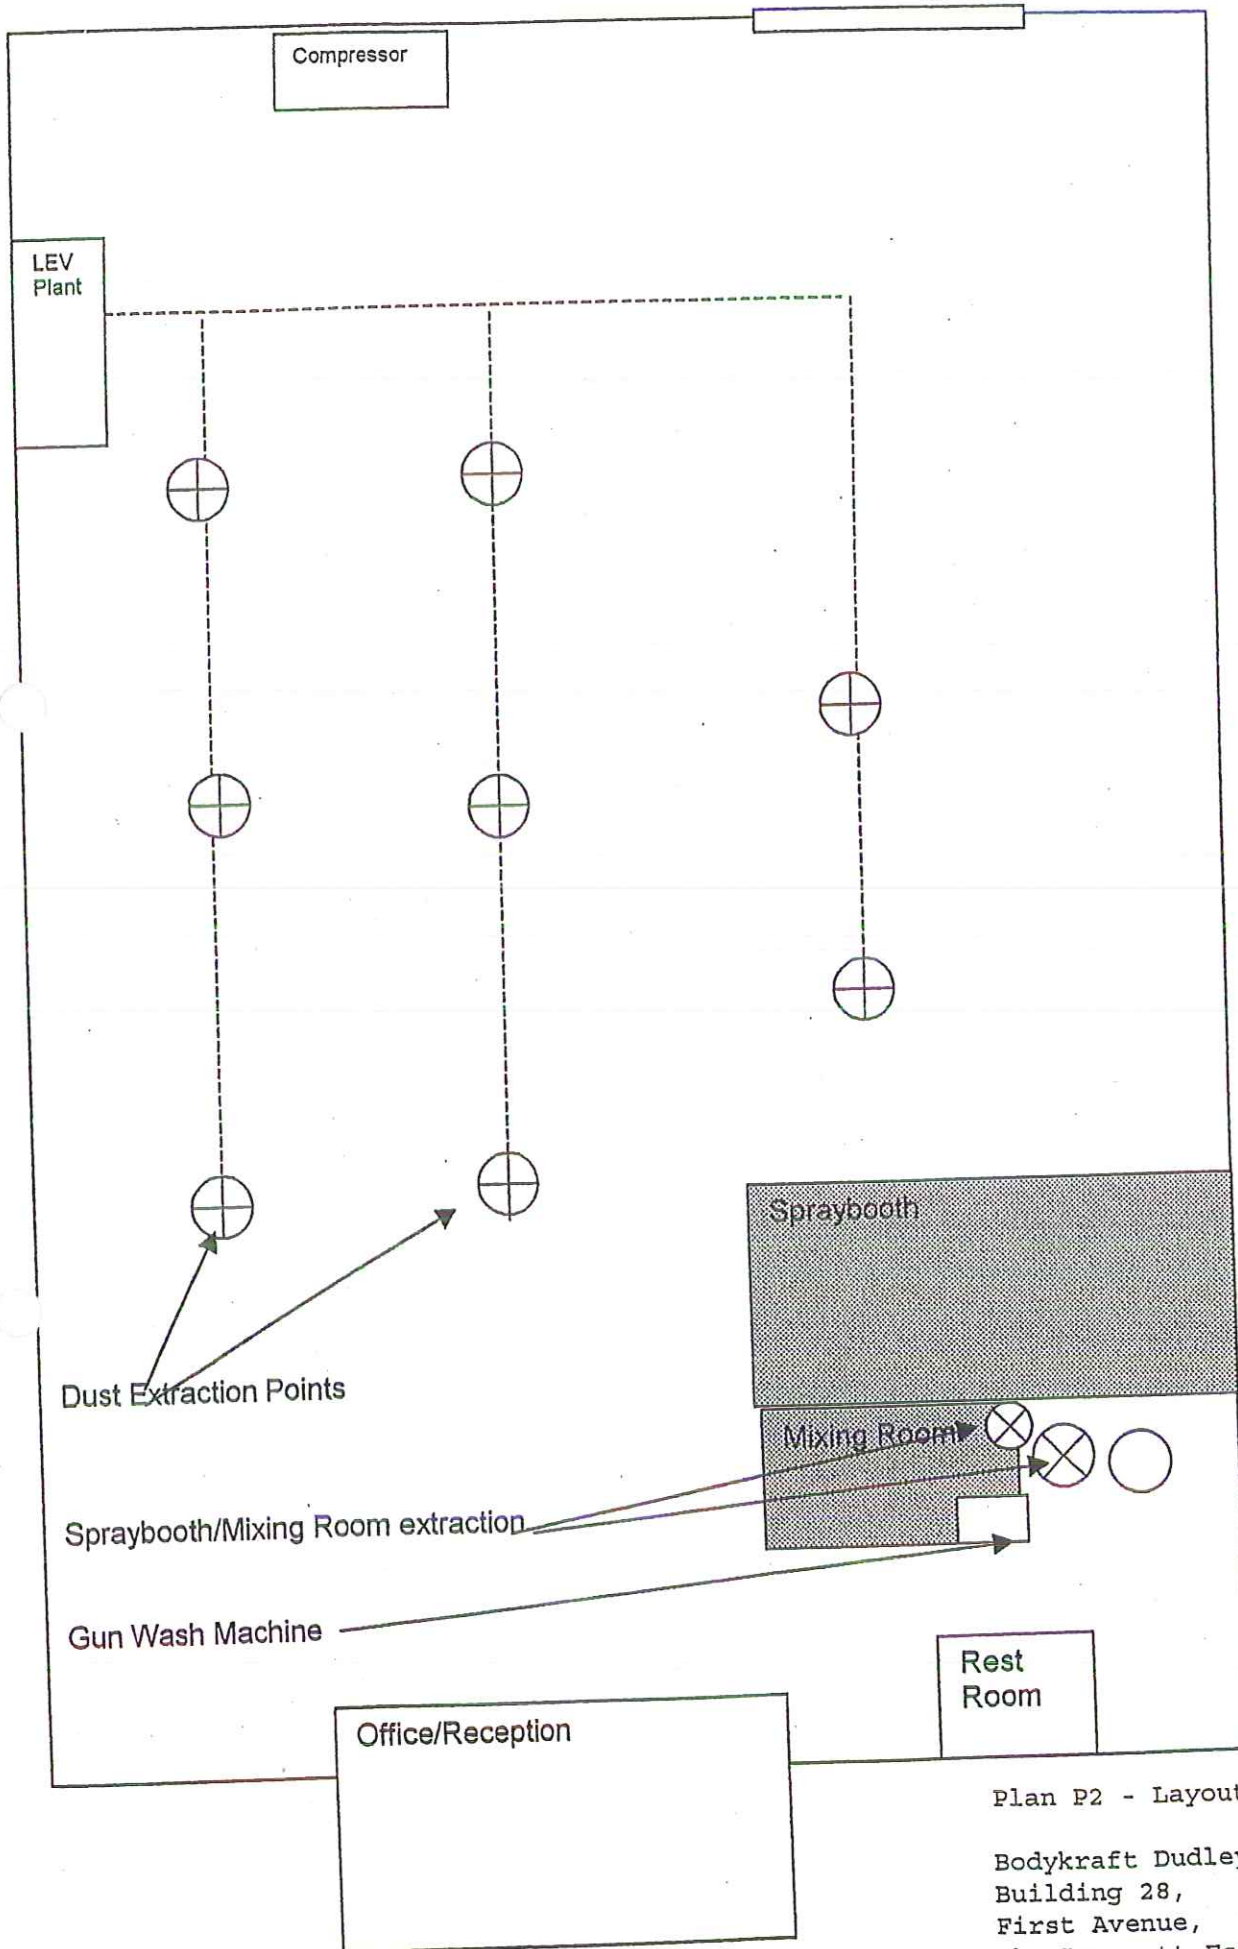 Compressor
LEV
Plant
Spraybooth
Dust Extraction Points
Mixing Room
Spraybooth/Mixing Room extraction
Gun Wash Machine
Rest
Room
Office/Reception
Plan P2 - Layout
Bodykraft Dudley
Building 28,
First Avenue,